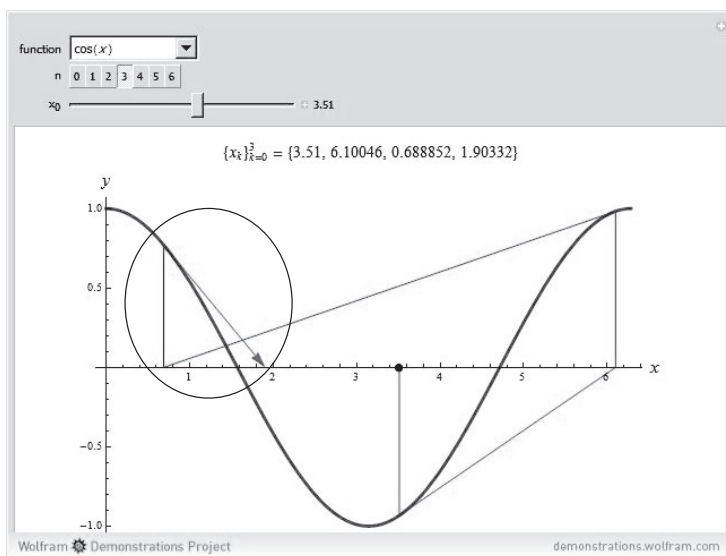 function cos(x)
n 0 1 2 3 4 5 6
x₀ 3.51
{xₖ}³ₖ₌₀ = {3.51, 6.10046, 0.688852, 1.90332}
y
1.0
0.5
1 2 3 4 5 6 x
-0.5
-1.0
Wolfram Demonstrations Project demonstrations.wolfram.com